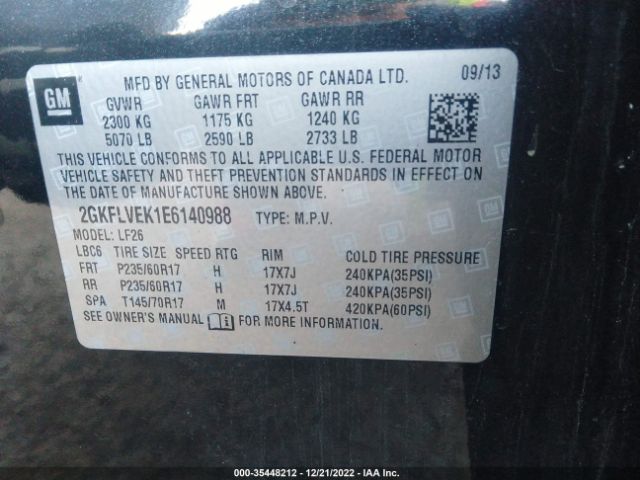 GM
MFD BY GENERAL MOTORS OF CANADA LTD. 09/13
GVWR GAWR FRT GAWR RR
2300 KG 1175 KG 1240 KG
5070 LB 2590 LB 2733 LB
THIS VEHICLE CONFORMS TO ALL APPLICABLE U.S. FEDERAL MOTOR
VEHICLE SAFETY AND THEFT PREVENTION STANDARDS IN EFFECT ON
THE DATE OF MANUFACTURE SHOWN ABOVE.
2GKFLVEK1E6140988 TYPE: M.P.V.
MODEL: LF26
LBC6 TIRE SIZE SPEED RTG RIM COLD TIRE PRESSURE
FRT P235/60R17 H 17X7J 240KPA(35PSI)
RR P235/60R17 H 17X7J 240KPA(35PSI)
SPA T145/70R17 M 17X4.5T 420KPA(60PSI)
SEE OWNER'S MANUAL FOR MORE INFORMATION.
000-35448212 - 12/21/2022 - IAA Inc.